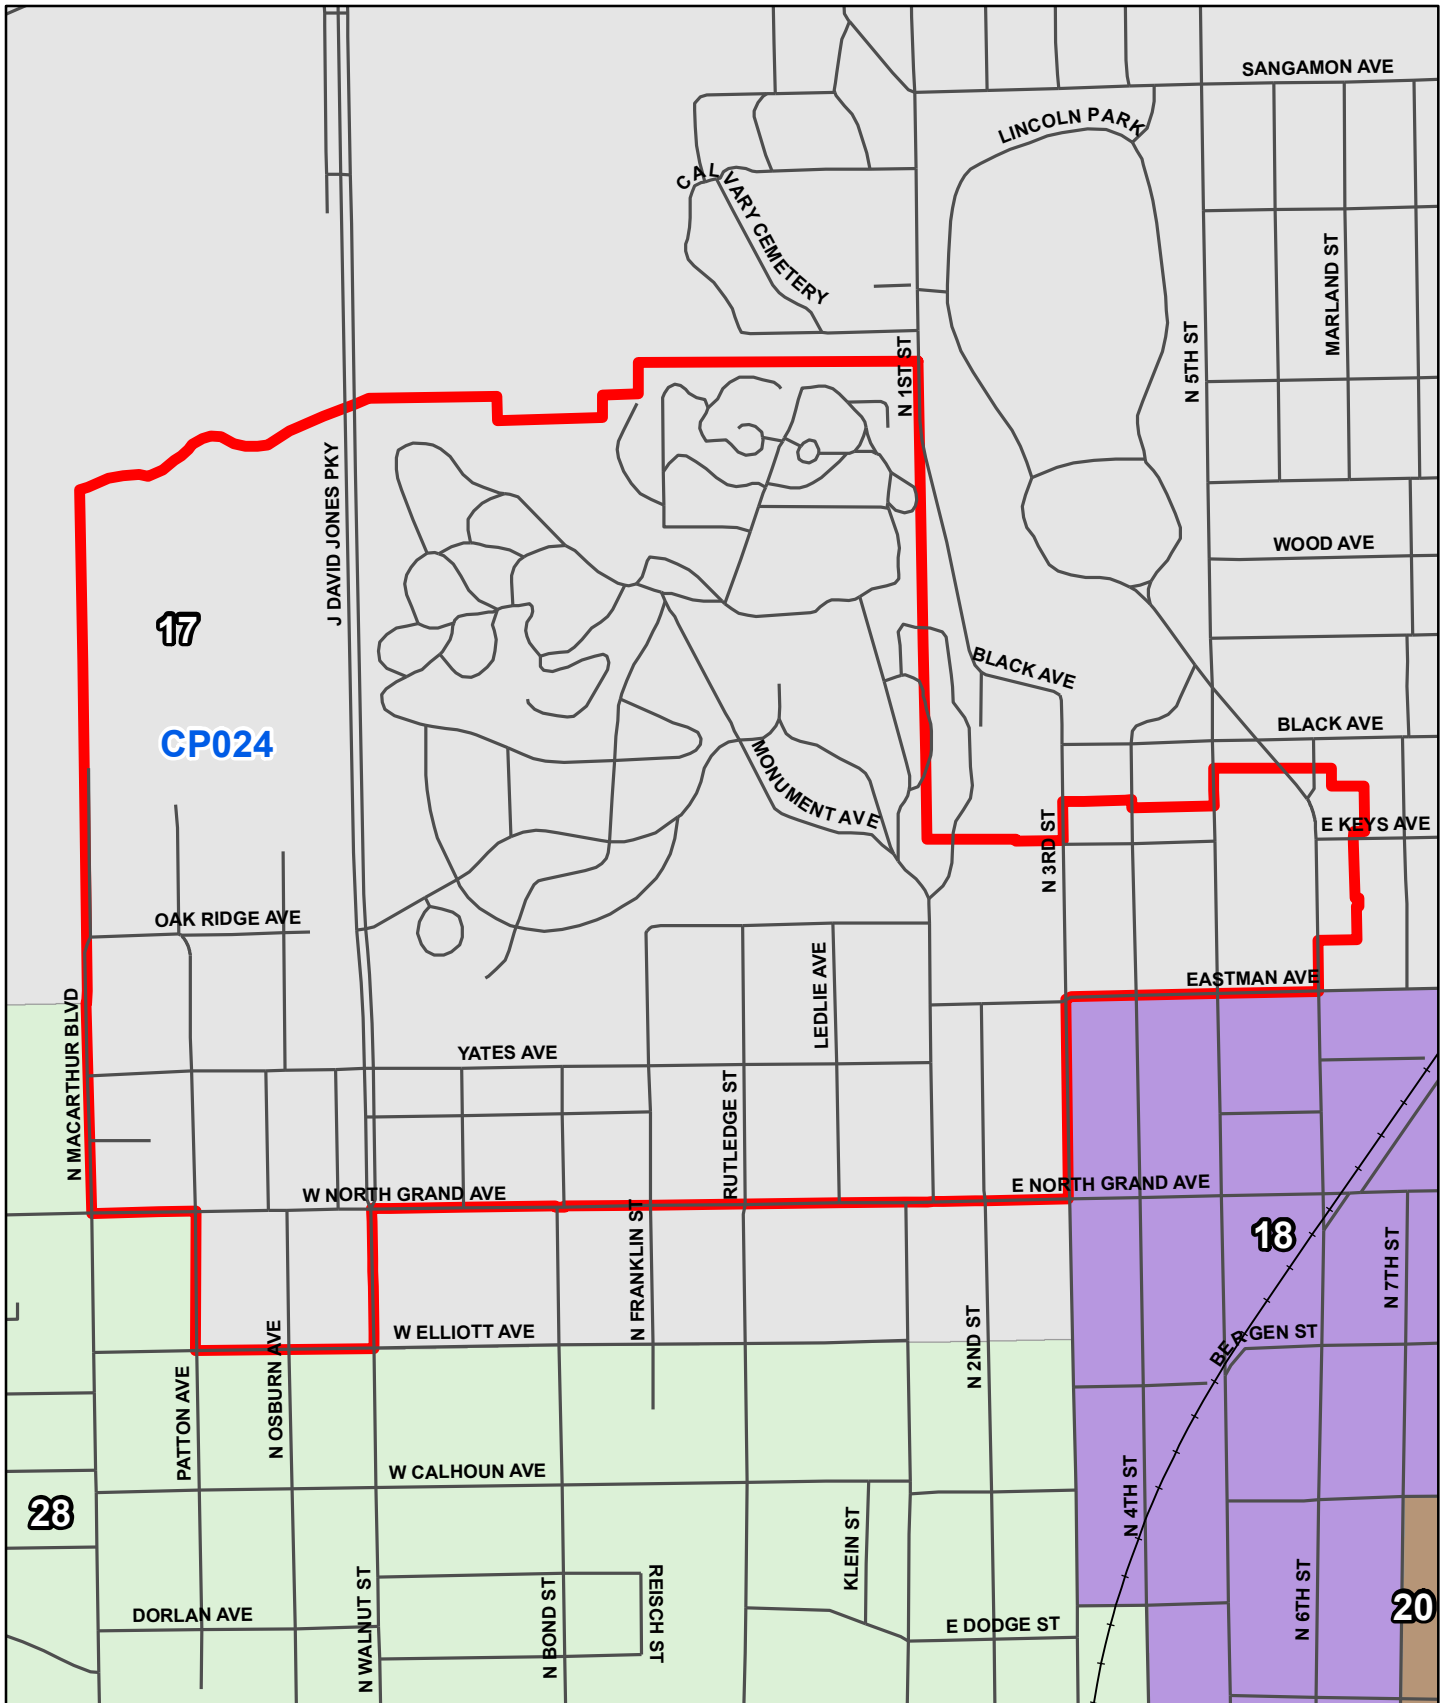 SANGAMON AVE
LINCOLN PARK
CALVARY CEMETERY
MARLAND ST
N 5TH ST
N 1ST ST
J DAVID JONES PKY
WOOD AVE
17
BLACK AVE
BLACK AVE
CP024
MONUMENT AVE
E KEYS AVE
N 3RD ST
OAK RIDGE AVE
LEDLIE AVE
EASTMAN AVE
N MACARTHUR BLVD
YATES AVE
RUTLEDGE ST
W NORTH GRAND AVE
E NORTH GRAND AVE
18
N 7TH ST
N FRANKLIN ST
W ELLIOTT AVE
N 2ND ST
BERGEN ST
N OSBURN AVE
PATTON AVE
W CALHOUN AVE
N 4TH ST
28
KLEIN ST
N WALNUT ST
N BOND ST
REISCH ST
DORLAN AVE
E DODGE ST
N 6TH ST
20